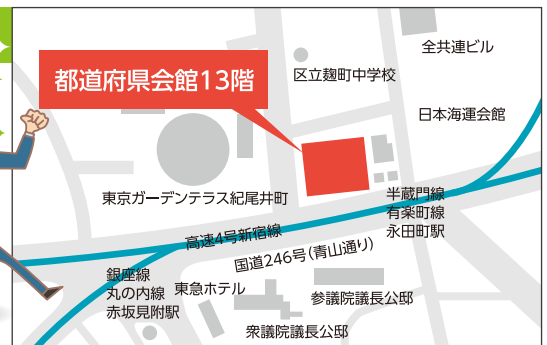 全共連ビル
区立麹町中学校
都道府県会館13階
日本海運会館
東京ガーデンテラス紀尾井町
半蔵門線
有楽町線
永田町駅
高速4号新宿線
国道246号(青山通り)
銀座線
丸の内線
赤坂見附駅
東急ホテル
参議院議長公邸
衆議院議長公邸